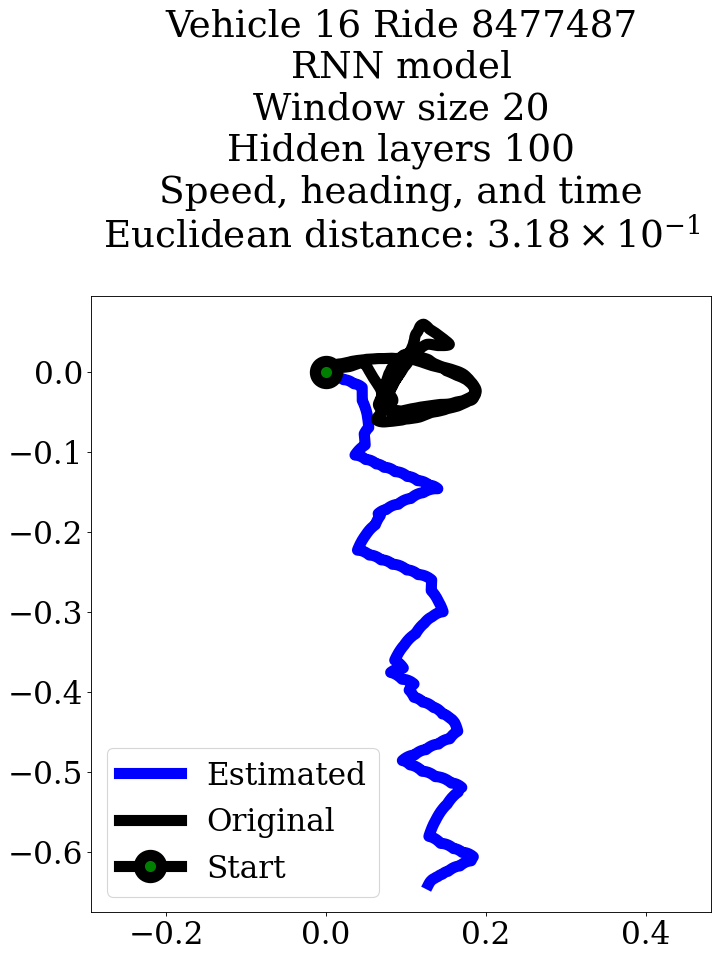 Vehicle 16 Ride 8477487
RNN model
Window size 20
Hidden layers 100
Speed, heading, and time
Euclidean distance: 3.18 × 10⁻¹
0.0
−0.1
−0.2
−0.3
−0.4
−0.5
−0.6
Estimated
Original
Start
−0.2 0.0 0.2 0.4